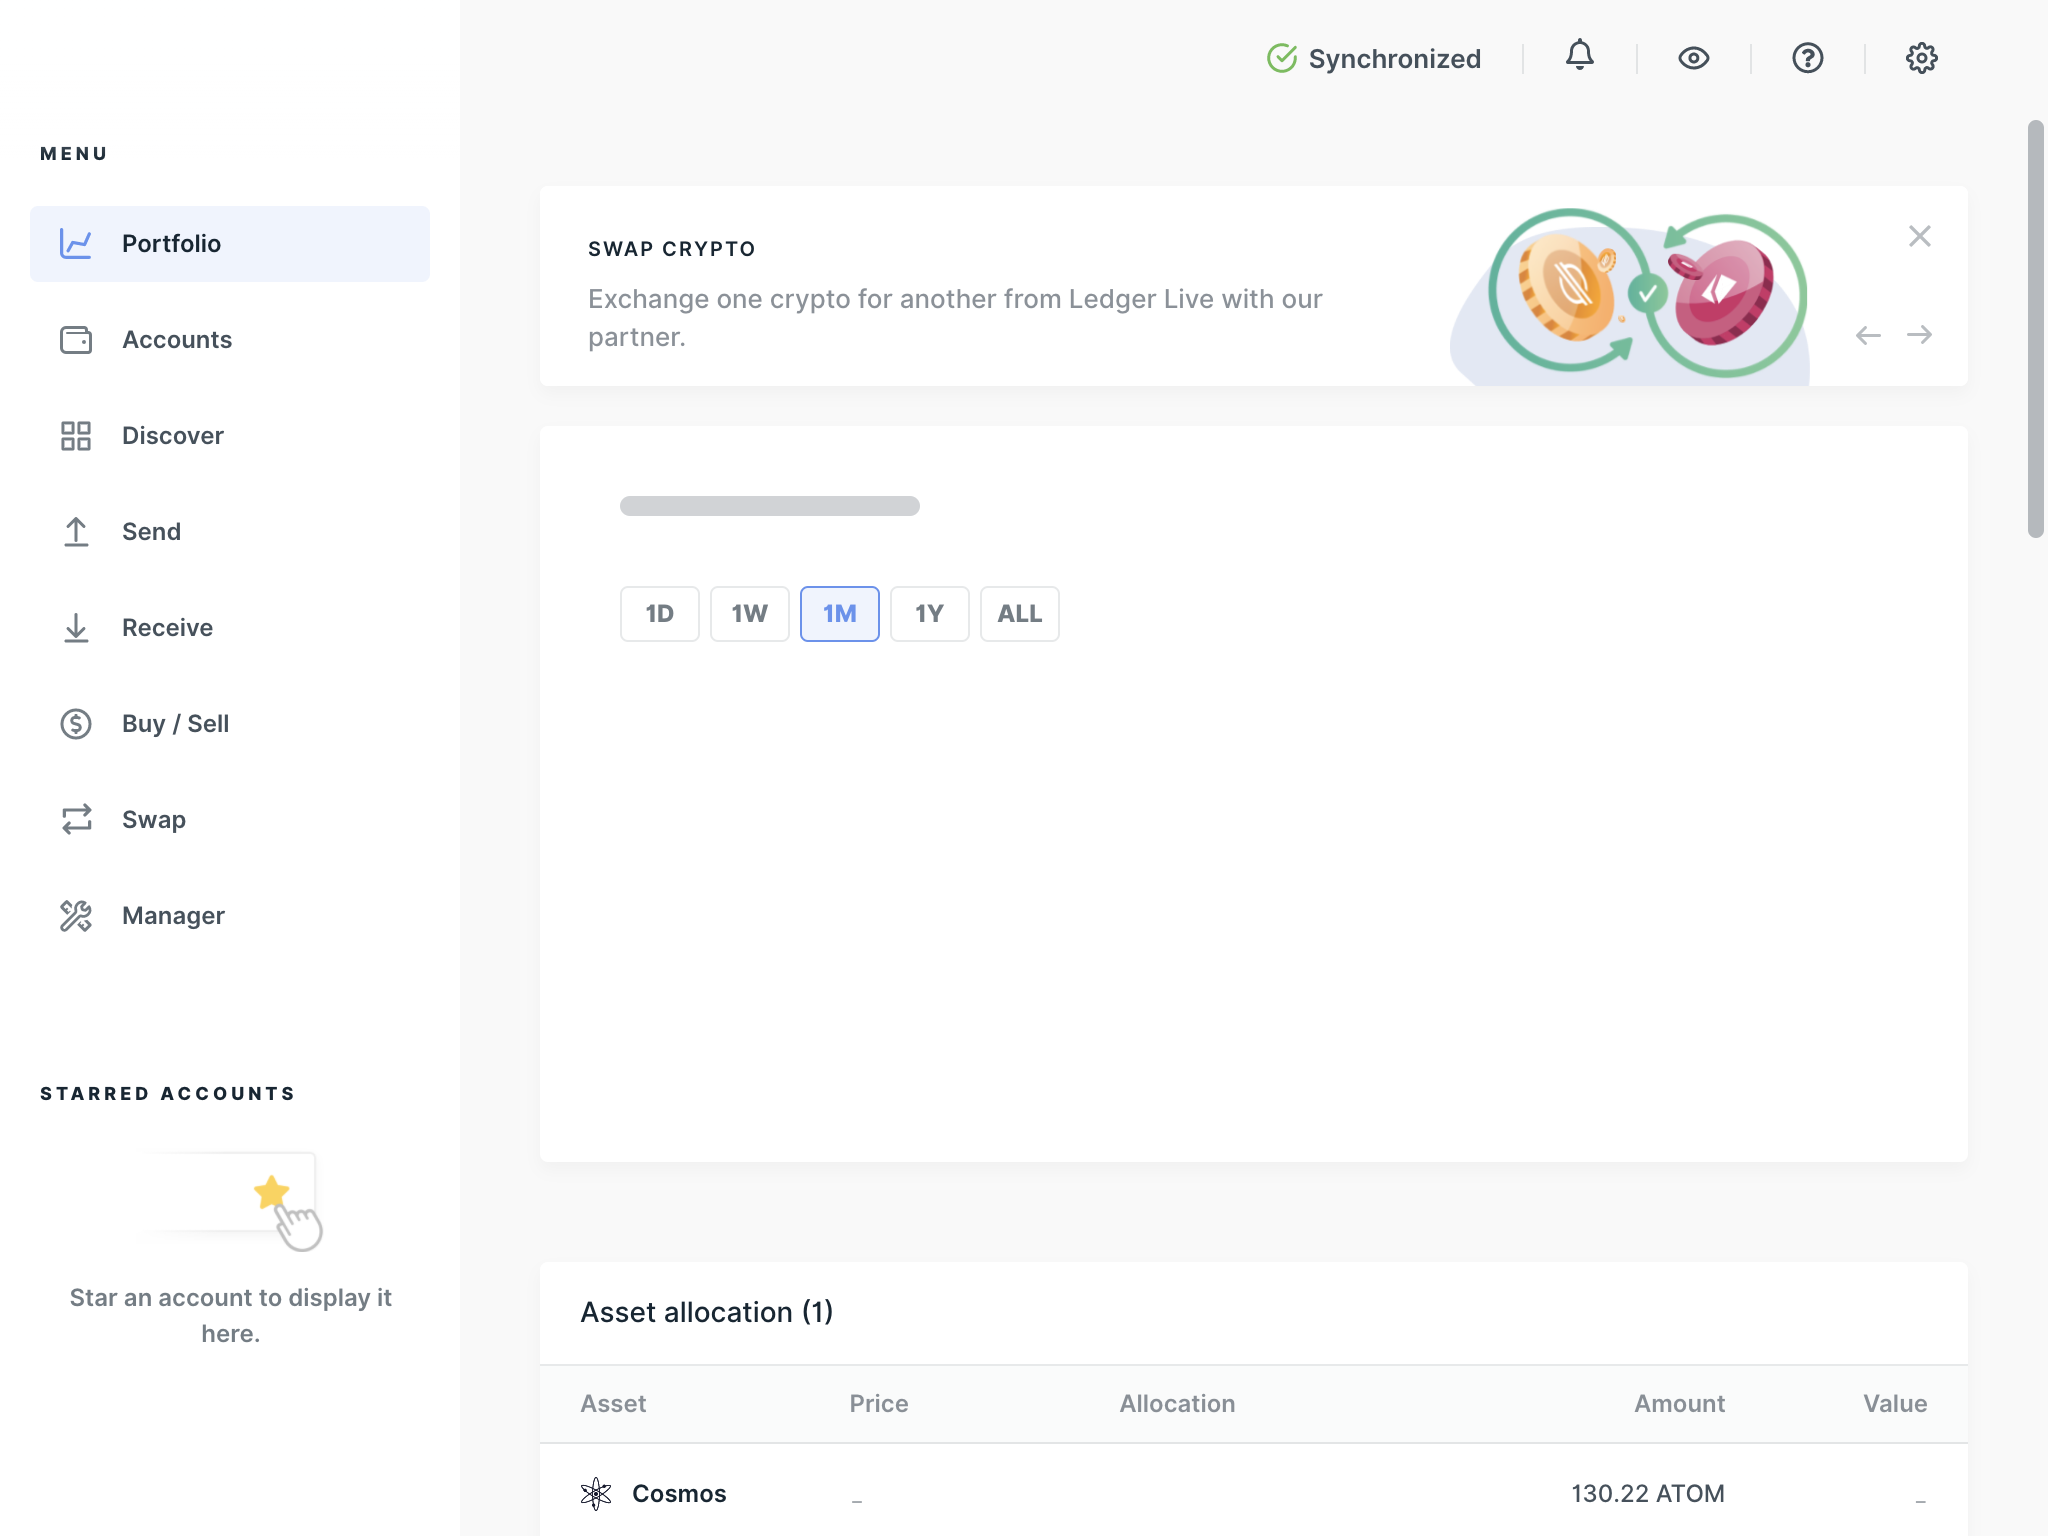 MENU
Portfolio
Accounts
Discover
Send
Receive
Buy / Sell
Swap
Manager
STARRED ACCOUNTS
Star an account to display it
here.
Synchronized
SWAP CRYPTO
Exchange one crypto for another from Ledger Live with our
partner.
1D 1W 1M 1Y ALL
Asset allocation (1)
Asset Price Allocation Amount Value
Cosmos – 130.22 ATOM –